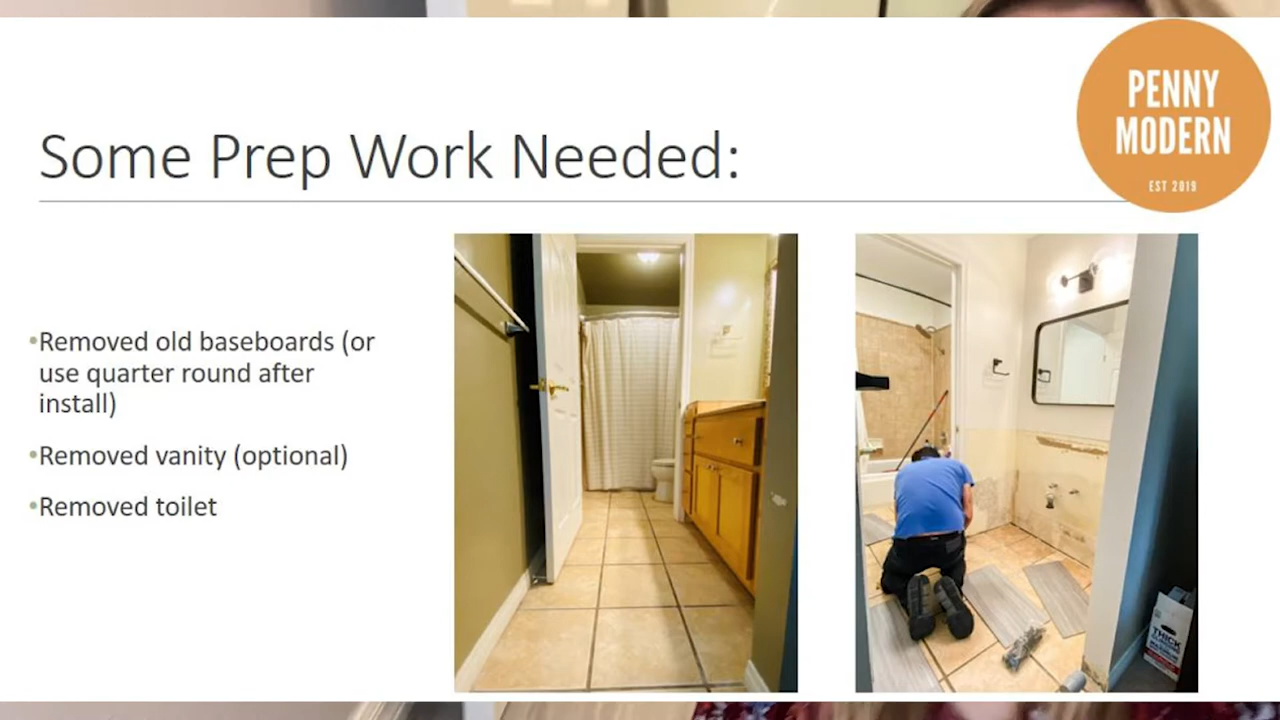 PENNY
MODERN
EST 2019
Some Prep Work Needed:
•Removed old baseboards (or
use quarter round after
install)
•Removed vanity (optional)
•Removed toilet
THICK